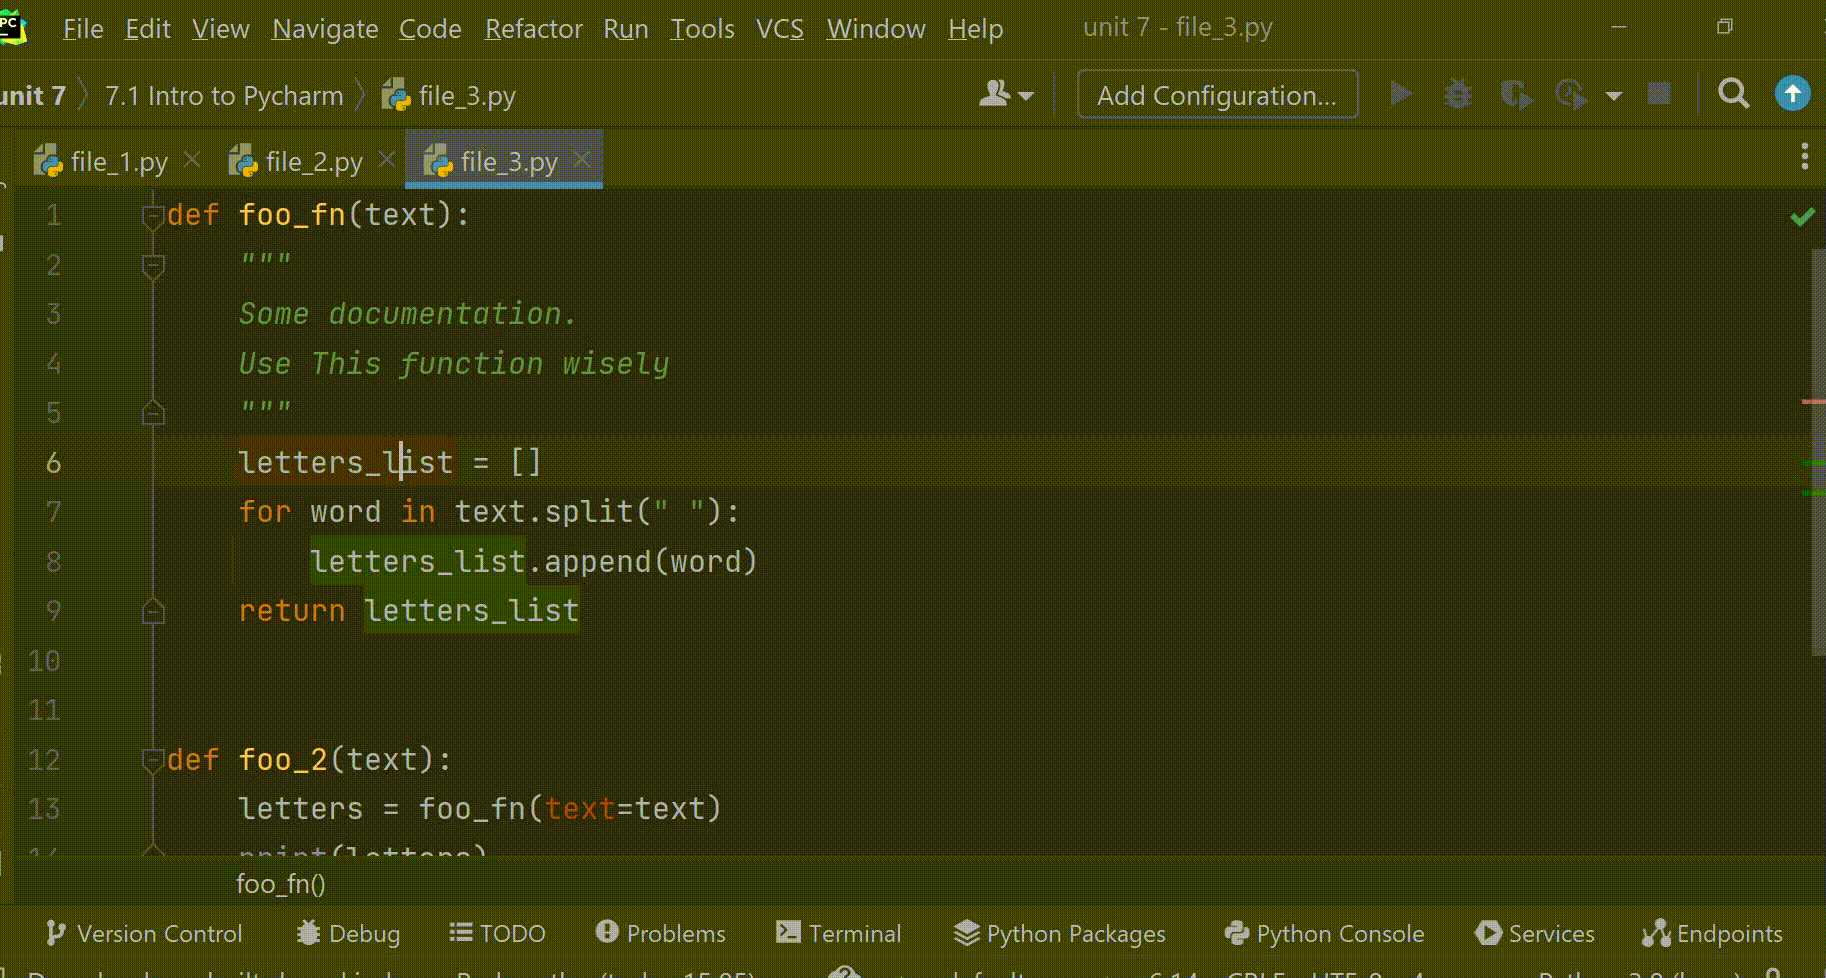 PC
File Edit View Navigate Code Refactor Run Tools VCS Window Help unit 7 - file_3.py
unit 7 7.1 Intro to Pycharm file_3.py Add Configuration...
file_1.py file_2.py file_3.py
1 def foo_fn(text):
2 """
3 Some documentation.
4 Use This function wisely
5 """
6 letters_list = []
7 for word in text.split(" "):
8 letters_list.append(word)
9 return letters_list
10
11
12 def foo_2(text):
13 letters = foo_fn(text=text)
14 print(letters)
foo_fn()
Version Control Debug TODO Problems Terminal Python Packages Python Console Services Endpoints